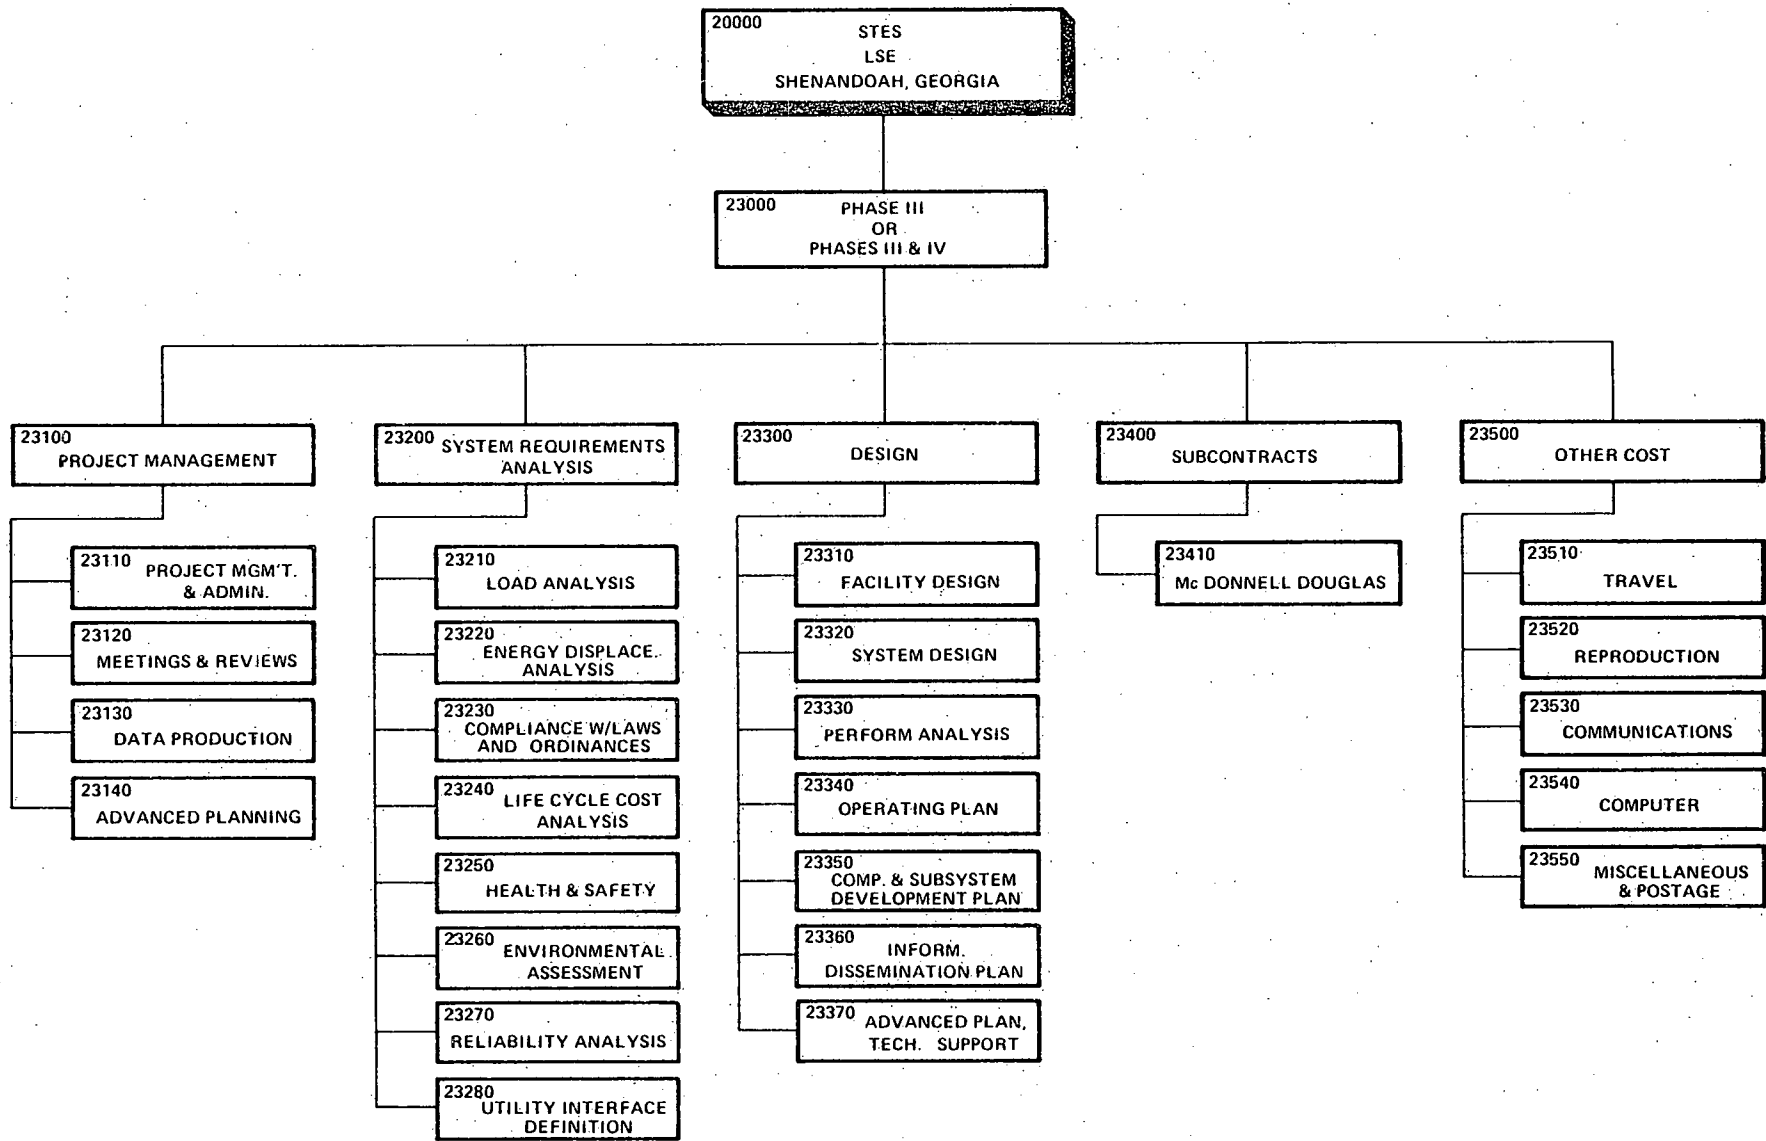 20000
STES
LSE
SHENANDOAH, GEORGIA
23000
PHASE III
OR
PHASES III & IV
23100
PROJECT MANAGEMENT
23110
PROJECT MGM'T.
& ADMIN.
23120
MEETINGS & REVIEWS
23130
DATA PRODUCTION
23140
ADVANCED PLANNING
23200
SYSTEM REQUIREMENTS
ANALYSIS
23210
LOAD ANALYSIS
23220
ENERGY DISPLACE.
ANALYSIS
23230
COMPLIANCE W/LAWS
AND ORDINANCES
23240
LIFE CYCLE COST
ANALYSIS
23250
HEALTH & SAFETY
23260
ENVIRONMENTAL
ASSESSMENT
23270
RELIABILITY ANALYSIS
23280
UTILITY INTERFACE
DEFINITION
23300
DESIGN
23310
FACILITY DESIGN
23320
SYSTEM DESIGN
23330
PERFORM ANALYSIS
23340
OPERATING PLAN
23350
COMP. & SUBSYSTEM
DEVELOPMENT PLAN
23360
INFORM.
DISSEMINATION PLAN
23370
ADVANCED PLAN,
TECH. SUPPORT
23400
SUBCONTRACTS
23410
Mc DONNELL DOUGLAS
23500
OTHER COST
23510
TRAVEL
23520
REPRODUCTION
23530
COMMUNICATIONS
23540
COMPUTER
23550
MISCELLANEOUS
& POSTAGE